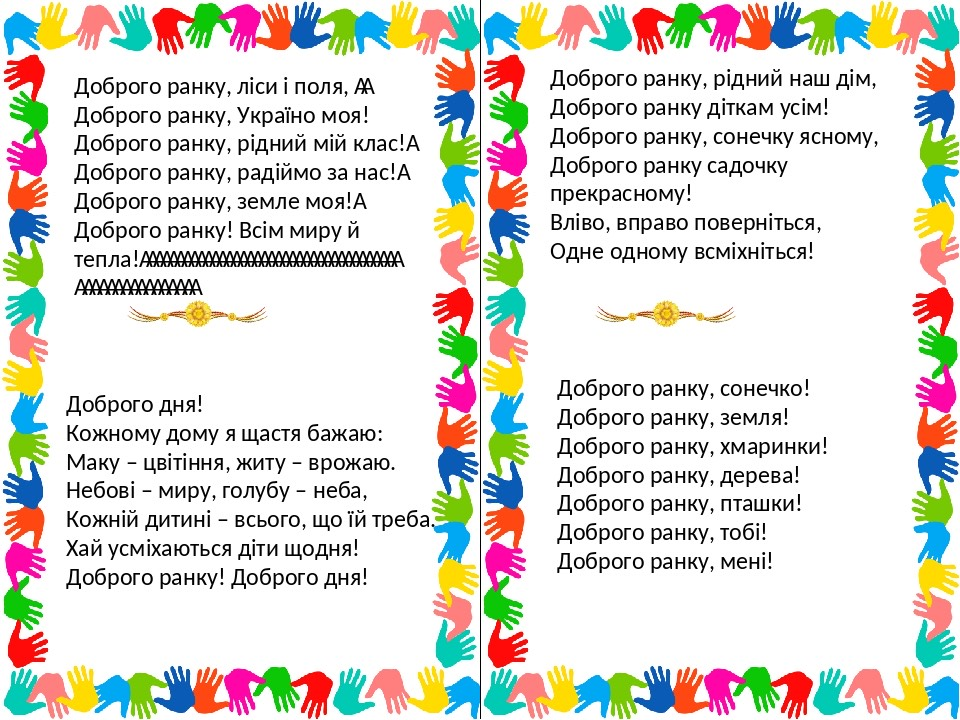 Доброго ранку, ліси і поля, АА
Доброго ранку, Україно моя!
Доброго ранку, рідний мій клас!А
Доброго ранку, радіймо за нас!А
Доброго ранку, земле моя!А
Доброго ранку! Всім миру й
тепла!
Доброго дня!
Кожному дому я щастя бажаю:
Маку – цвітіння, житу – врожаю.
Небові – миру, голубу – неба,
Кожній дитині – всього, що їй треба.
Хай усміхаються діти щодня!
Доброго ранку! Доброго дня!
Доброго ранку, рідний наш дім,
Доброго ранку діткам усім!
Доброго ранку, сонечку ясному,
Доброго ранку садочку
прекрасному!
Вліво, вправо поверніться,
Одне одному всміхніться!
Доброго ранку, сонечко!
Доброго ранку, земля!
Доброго ранку, хмаринки!
Доброго ранку, дерева!
Доброго ранку, пташки!
Доброго ранку, тобі!
Доброго ранку, мені!